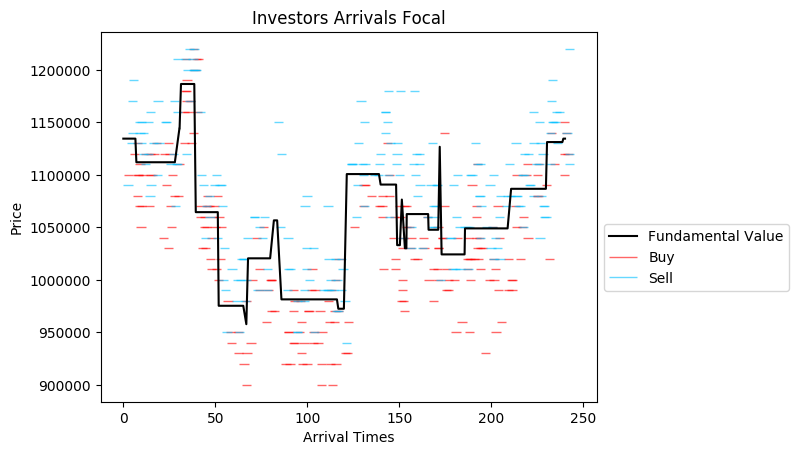 Investors Arrivals Focal
Price
1200000
1150000
1100000
1050000
1000000
950000
900000
0 50 100 150 200 250
Arrival Times
Fundamental Value
Buy
Sell